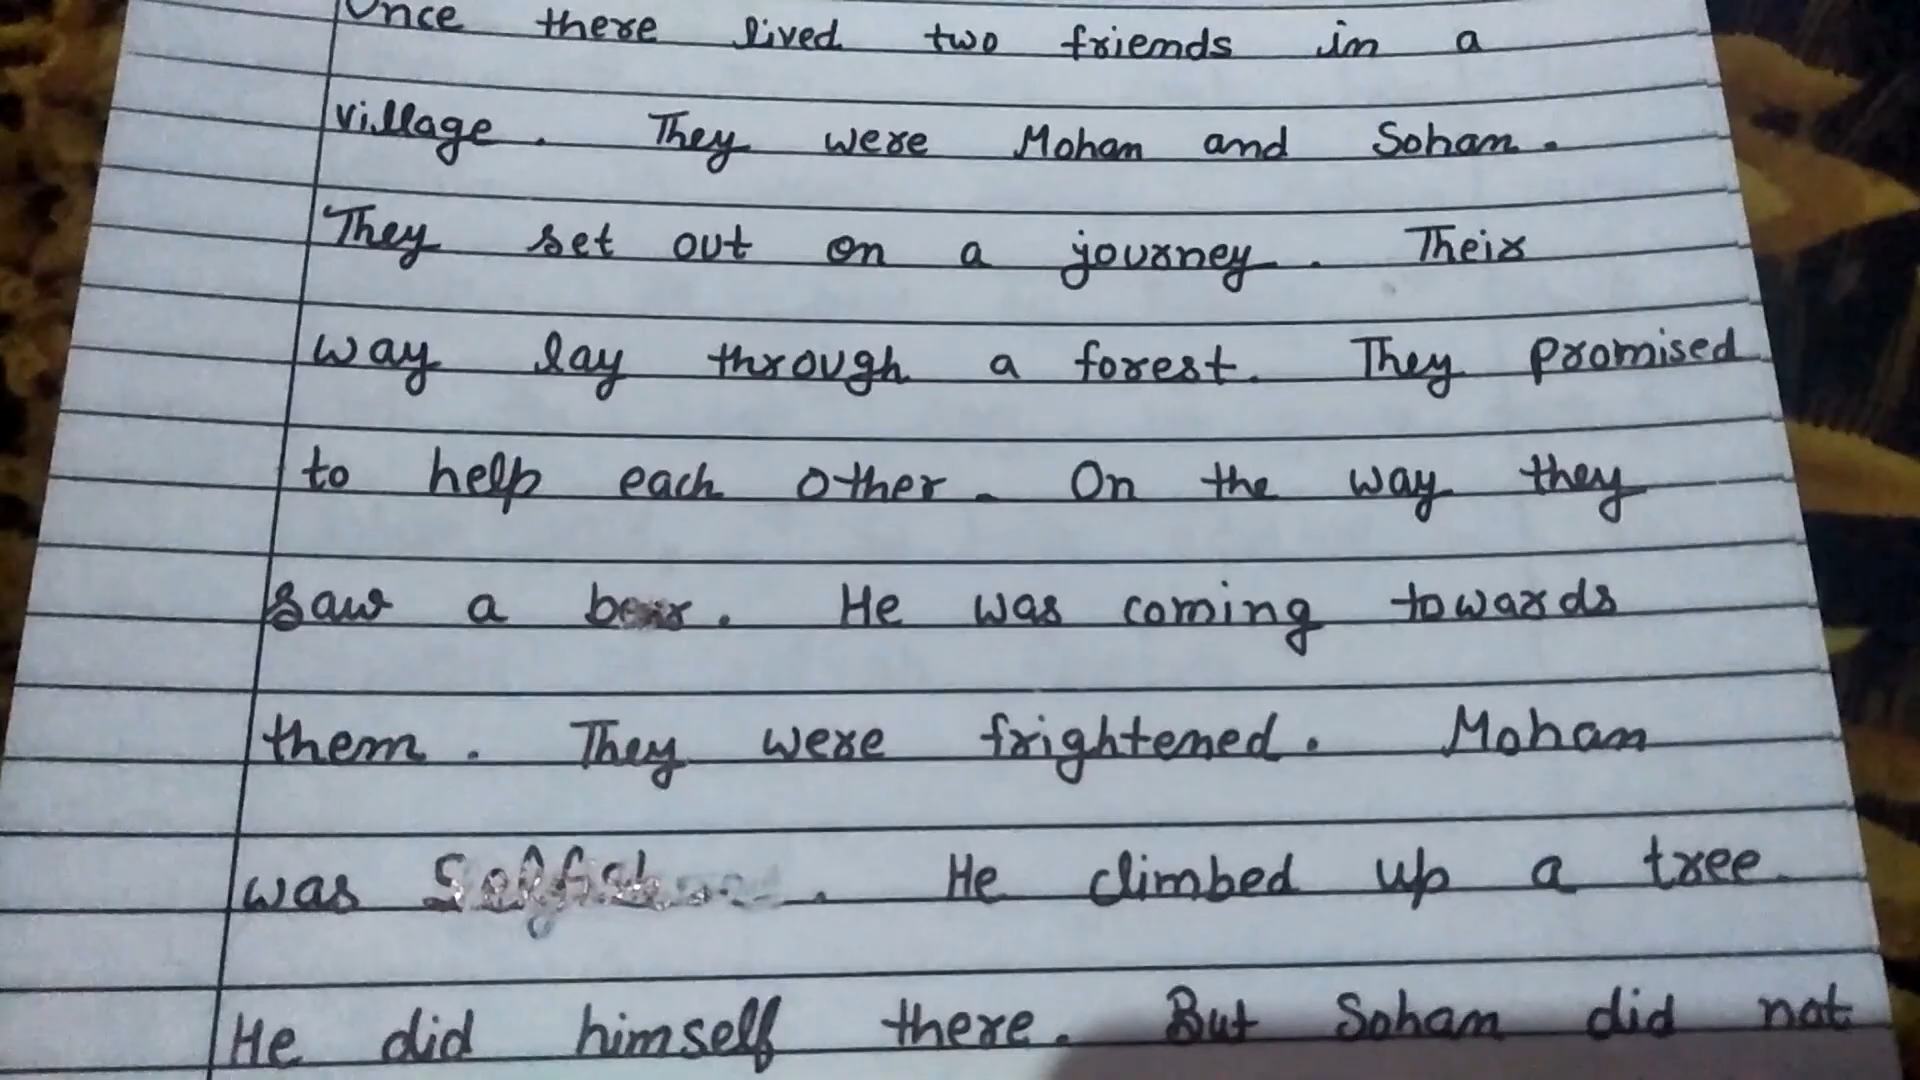 Once there lived two friends in a
village. They were Mohan and Soham.
They set out on a journey. Their
way lay through a forest. They promised
to help each other. On the way they
saw a bear. He was coming towards
them. They were frightened. Mohan
was Selfish. He climbed up a tree.
He did himself there. But Soham did not